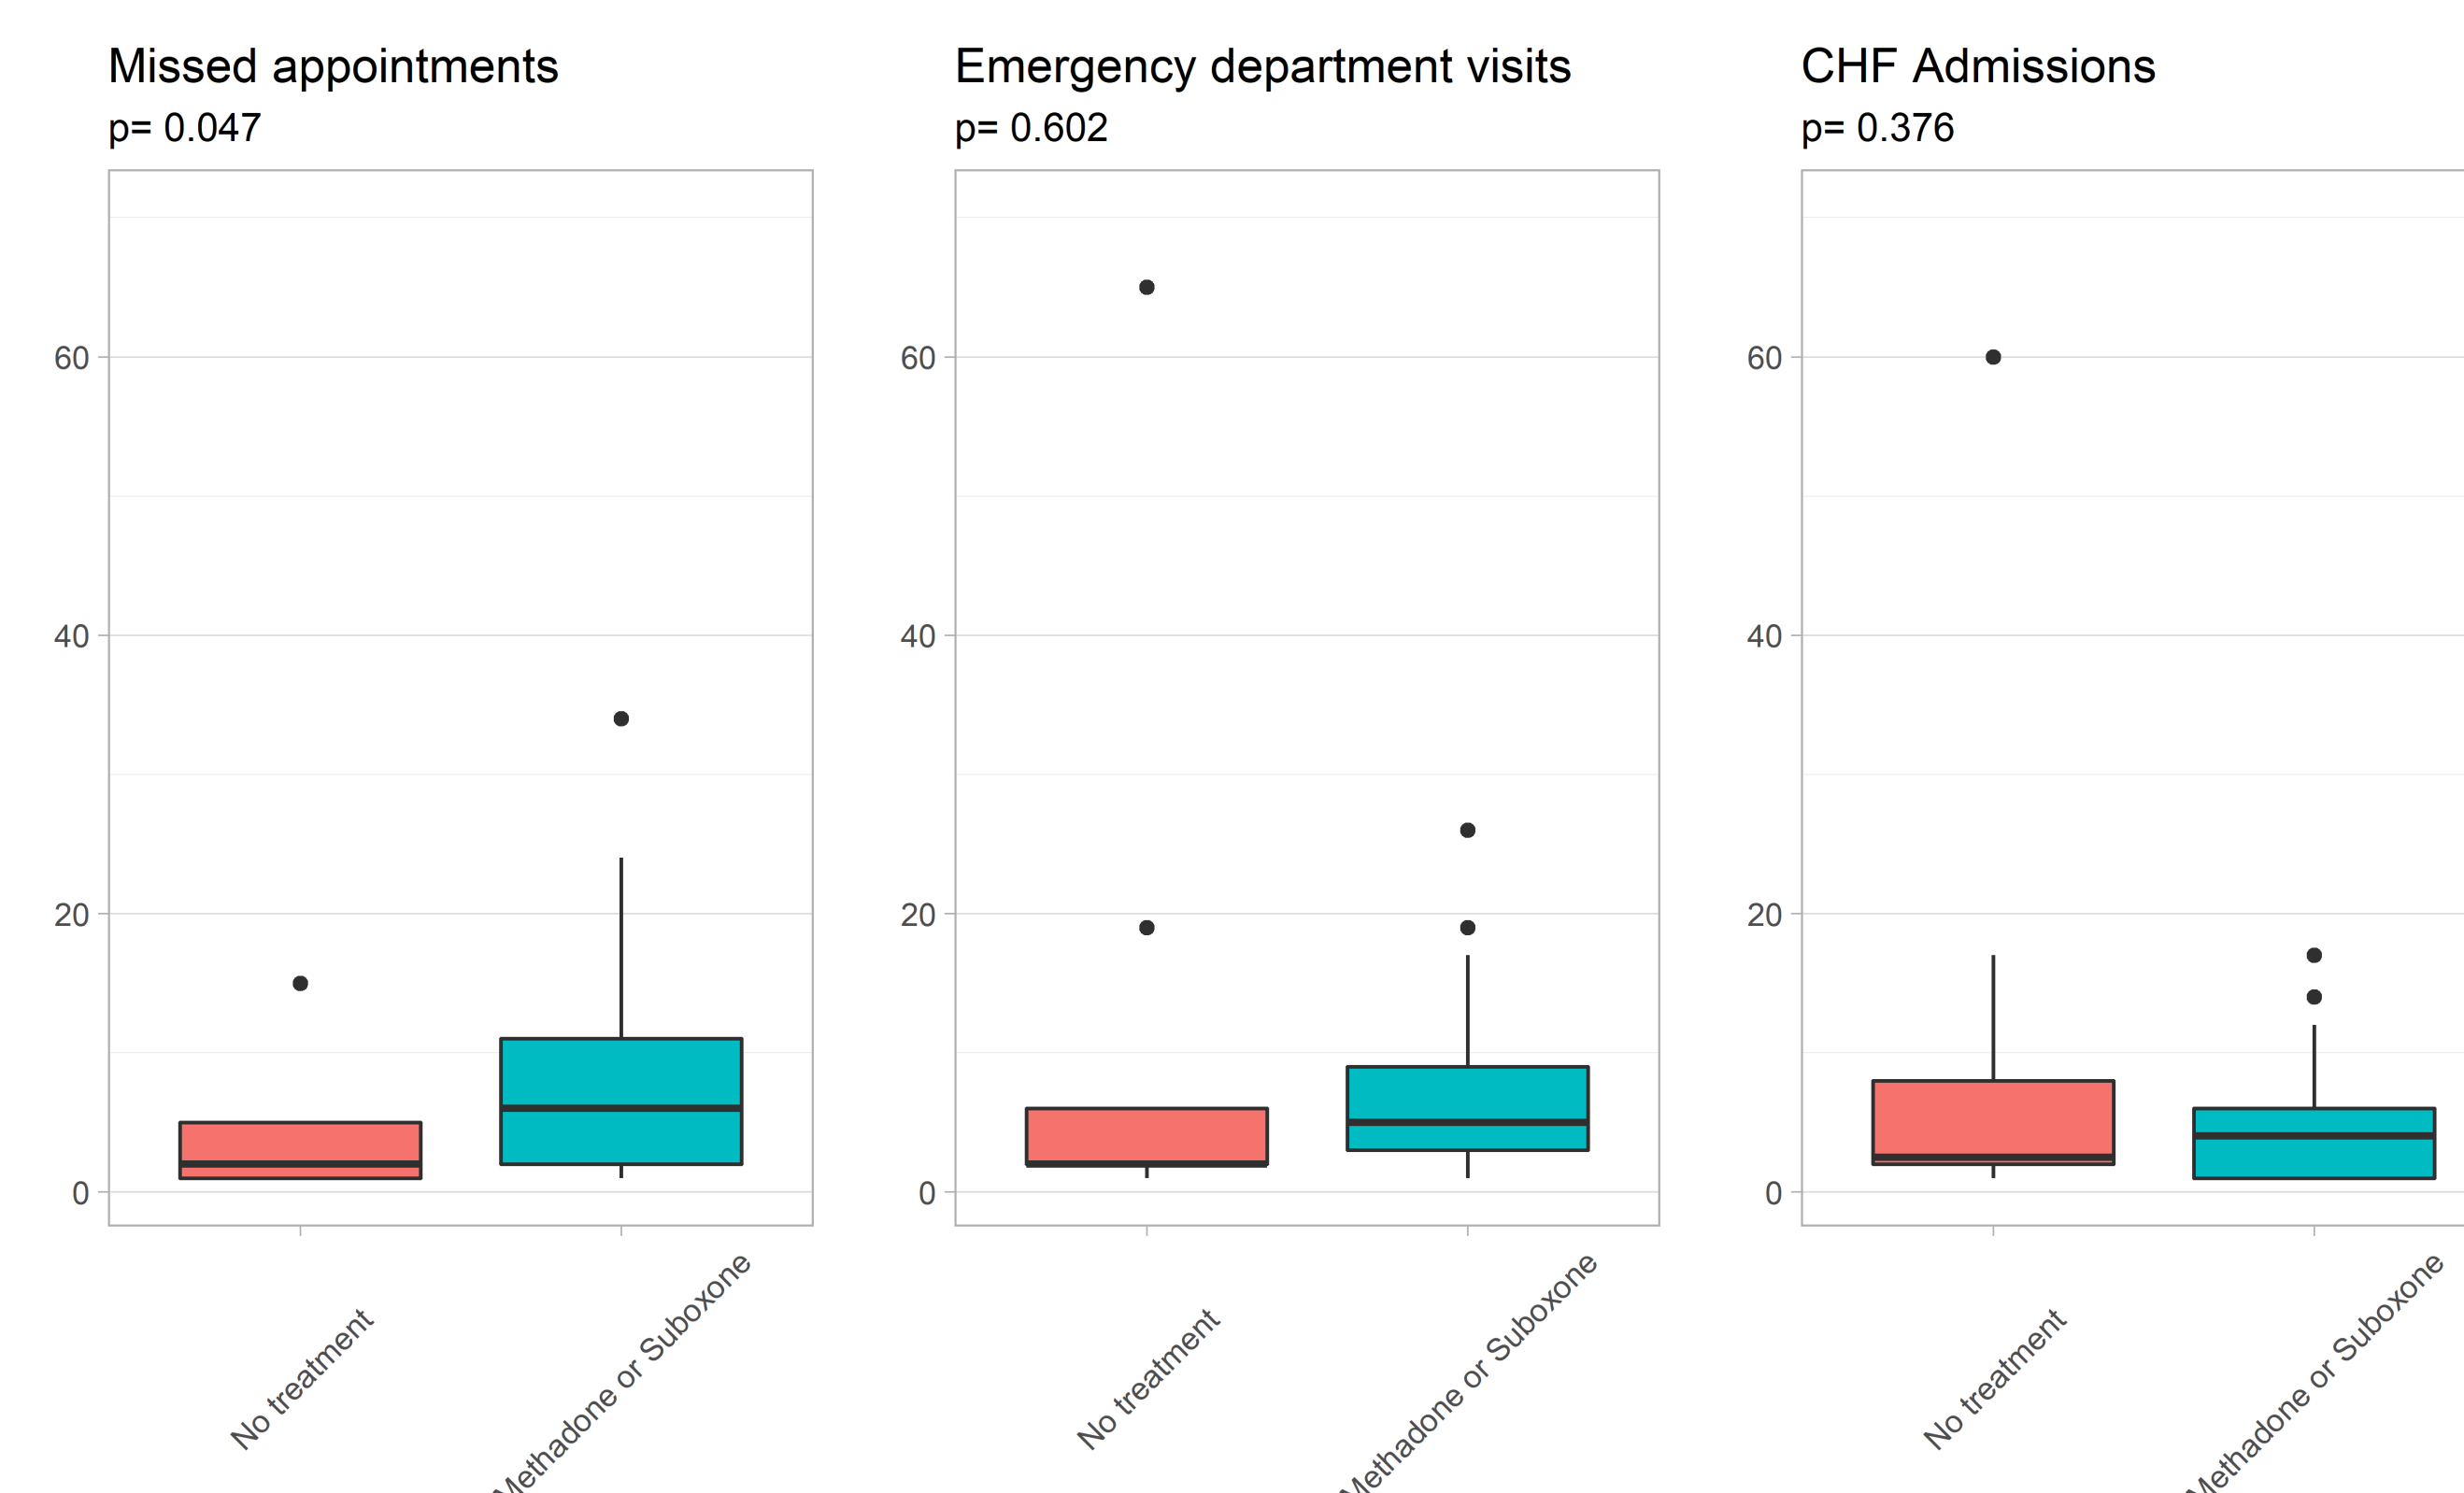 Missed appointments
p= 0.047
60
40
20
0
No treatment
Methadone or Suboxone
Emergency department visits
p= 0.602
60
40
20
0
No treatment
Methadone or Suboxone
CHF Admissions
p= 0.376
60
40
20
0
No treatment
Methadone or Suboxone